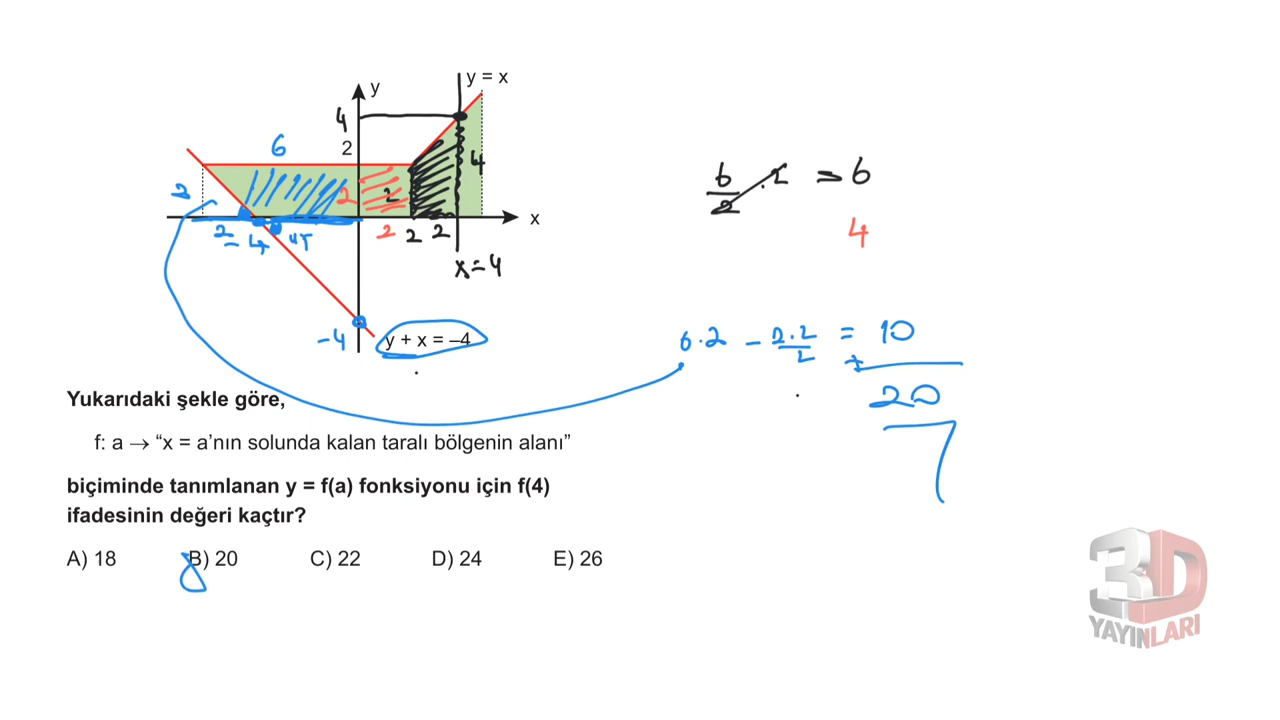 y = x
y
4
2
6
4
2
2
2
2
x
2
4
4
2
2
2
x=4
-4
y + x = –4
6/2 . 2 = 6
4
6.2 - 2.2/2 = 10
+
20
Yukarıdaki şekle göre,
f: a → “x = a’nın solunda kalan taralı bölgenin alanı”
biçiminde tanımlanan y = f(a) fonksiyonu için f(4)
ifadesinin değeri kaçtır?
A) 18 B) 20 C) 22 D) 24 E) 26
3D
YAYINLARI